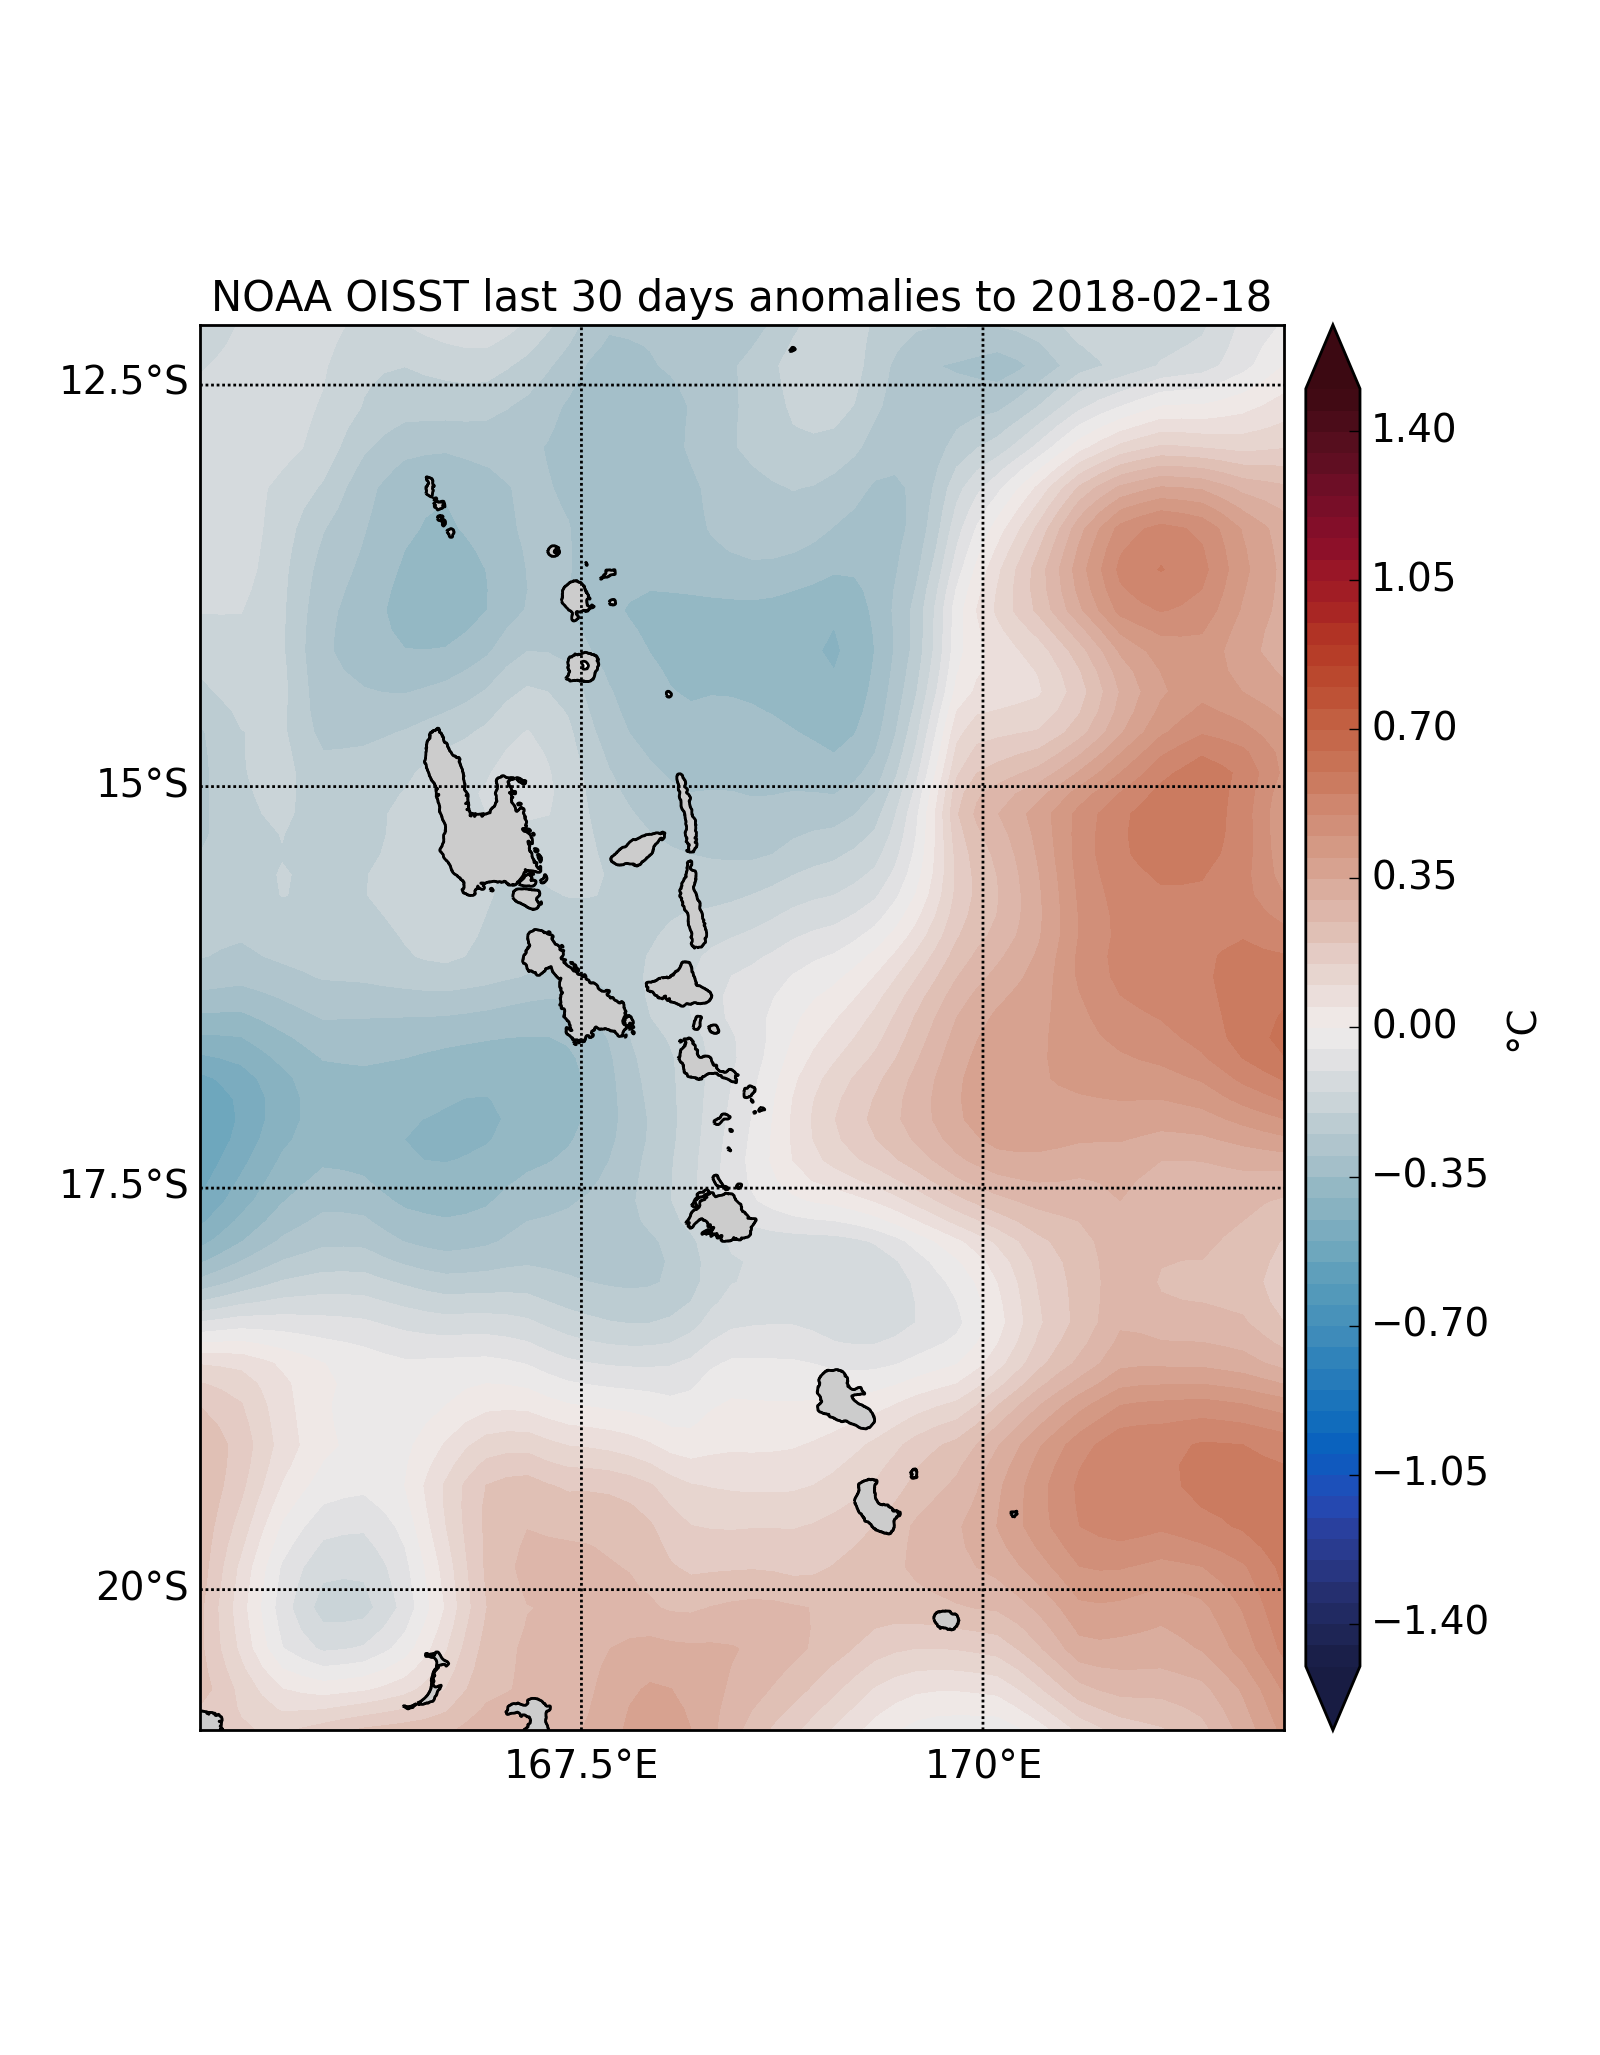 NOAA OISST last 30 days anomalies to 2018-02-18
12.5°S
15°S
17.5°S
20°S
167.5°E
170°E
1.40
1.05
0.70
0.35
0.00
−0.35
−0.70
−1.05
−1.40
°C